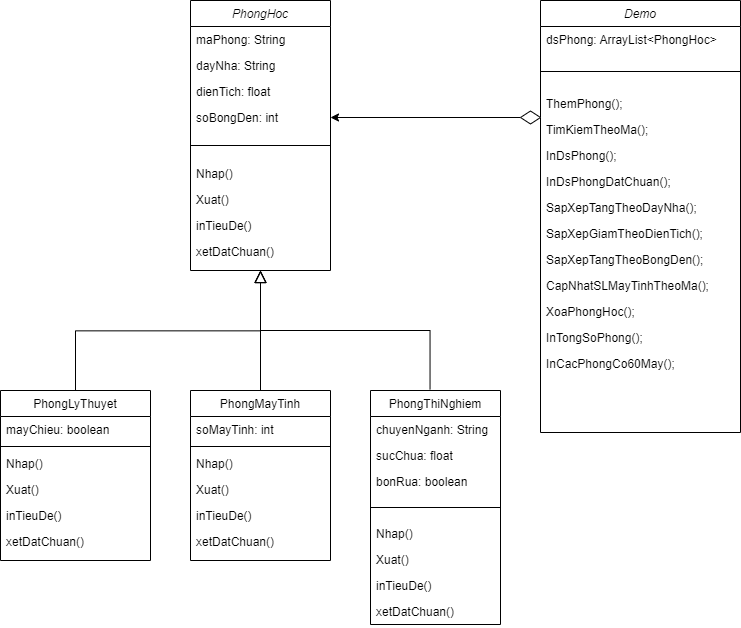 PhongHoc
maPhong: String
dayNha: String
dienTich: float
soBongDen: int
Nhap()
Xuat()
inTieuDe()
xetDatChuan()
Demo
dsPhong: ArrayList<PhongHoc>
ThemPhong();
TimKiemTheoMa();
InDsPhong();
InDsPhongDatChuan();
SapXepTangTheoDayNha();
SapXepGiamTheoDienTich();
SapXepTangTheoBongDen();
CapNhatSLMayTinhTheoMa();
XoaPhongHoc();
InTongSoPhong();
InCacPhongCo60May();
PhongLyThuyet
mayChieu: boolean
Nhap()
Xuat()
inTieuDe()
xetDatChuan()
PhongMayTinh
soMayTinh: int
Nhap()
Xuat()
inTieuDe()
xetDatChuan()
PhongThiNghiem
chuyenNganh: String
sucChua: float
bonRua: boolean
Nhap()
Xuat()
inTieuDe()
xetDatChuan()